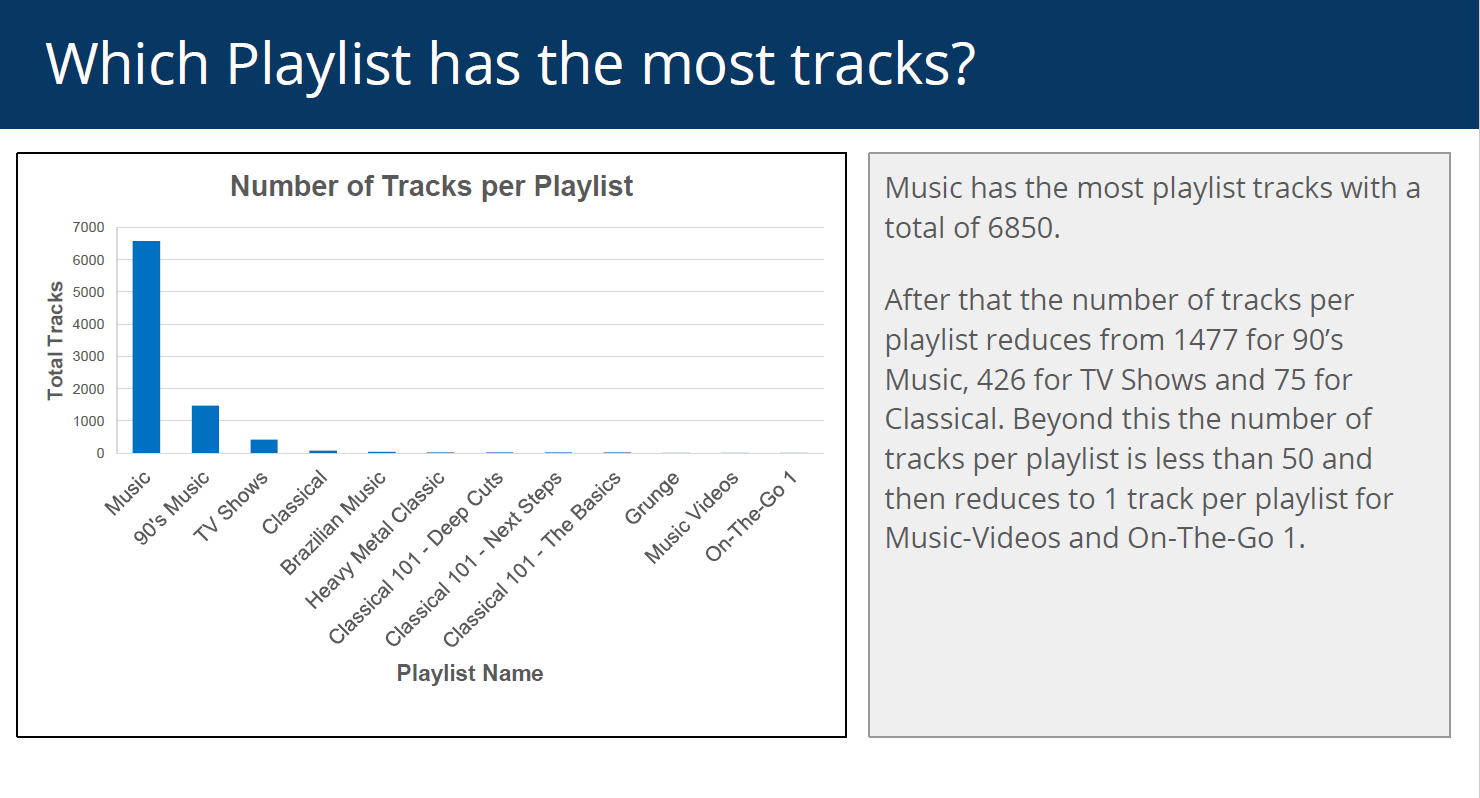 Which Playlist has the most tracks?
Number of Tracks per Playlist
Total Tracks
7000
6000
5000
4000
3000
2000
1000
0
Music
90's Music
TV Shows
Classical
Brazilian Music
Heavy Metal Classic
Classical 101 - Deep Cuts
Classical 101 - Next Steps
Classical 101 - The Basics
Grunge
Music Videos
On-The-Go 1
Playlist Name
Music has the most playlist tracks with a
total of 6850.
After that the number of tracks per
playlist reduces from 1477 for 90’s
Music, 426 for TV Shows and 75 for
Classical. Beyond this the number of
tracks per playlist is less than 50 and
then reduces to 1 track per playlist for
Music-Videos and On-The-Go 1.